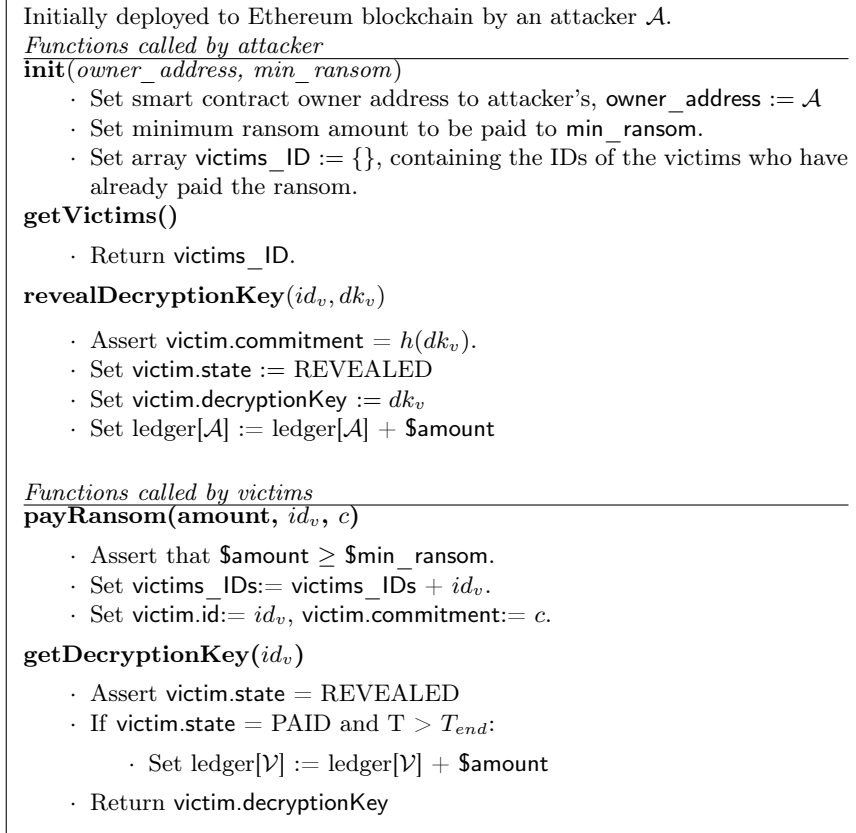 Initially deployed to Ethereum blockchain by an attacker 𝒜.
Functions called by attacker
init(owner_address, min_ransom)
· Set smart contract owner address to attacker's, owner_address := 𝒜
· Set minimum ransom amount to be paid to min_ransom.
· Set array victims_ID := {}, containing the IDs of the victims who have
already paid the ransom.
getVictims()
· Return victims_ID.
revealDecryptionKey(id_v, dk_v)
· Assert victim.commitment = h(dk_v).
· Set victim.state := REVEALED
· Set victim.decryptionKey := dk_v
· Set ledger[𝒜] := ledger[𝒜] + $amount
Functions called by victims
payRansom(amount, id_v, c)
· Assert that $amount ≥ $min_ransom.
· Set victims_IDs:= victims_IDs + id_v.
· Set victim.id:= id_v, victim.commitment:= c.
getDecryptionKey(id_v)
· Assert victim.state = REVEALED
· If victim.state = PAID and T > T_end:
· Set ledger[𝒱] := ledger[𝒱] + $amount
· Return victim.decryptionKey